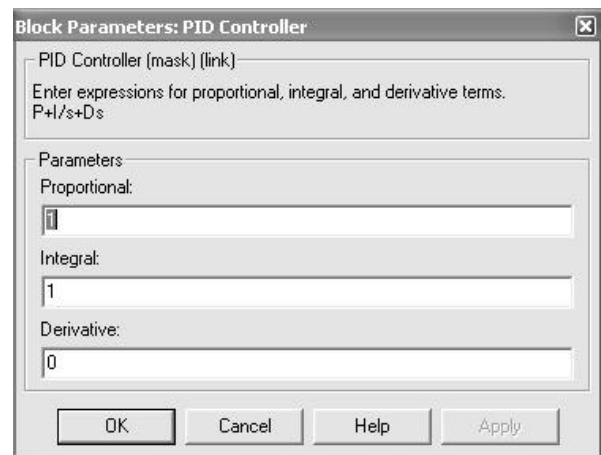 Block Parameters: PID Controller
PID Controller (mask) (link)
Enter expressions for proportional, integral, and derivative terms.
P+I/s+Ds
Parameters
Proportional:
1
Integral:
1
Derivative:
0
OK Cancel Help Apply